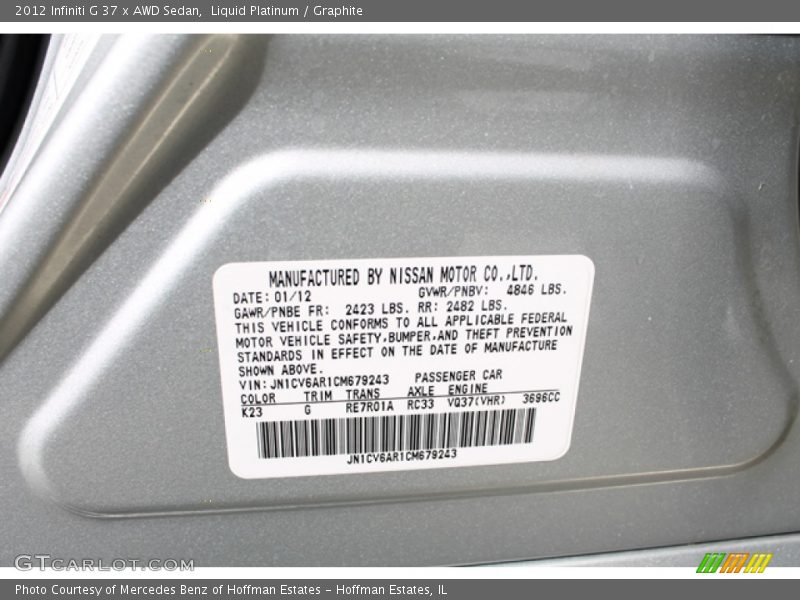 2012 Infiniti G 37 x AWD Sedan,  Liquid Platinum / Graphite
MANUFACTURED BY NISSAN MOTOR CO.,LTD.
DATE: 01/12 GVWR/PNBV: 4846 LBS.
GAWR/PNBE FR: 2423 LBS. RR: 2482 LBS.
THIS VEHICLE CONFORMS TO ALL APPLICABLE FEDERAL
MOTOR VEHICLE SAFETY,BUMPER,AND THEFT PREVENTION
STANDARDS IN EFFECT ON THE DATE OF MANUFACTURE
SHOWN ABOVE.
VIN: JN1CV6AR1CM679243 PASSENGER CAR
COLOR TRIM TRANS AXLE ENGINE
K23 G RE7R01A RC33 VQ37(VHR) 3696CC
JN1CV6AR1CM679243
GTCARLOT.COM
Photo Courtesy of Mercedes Benz of Hoffman Estates - Hoffman Estates, IL